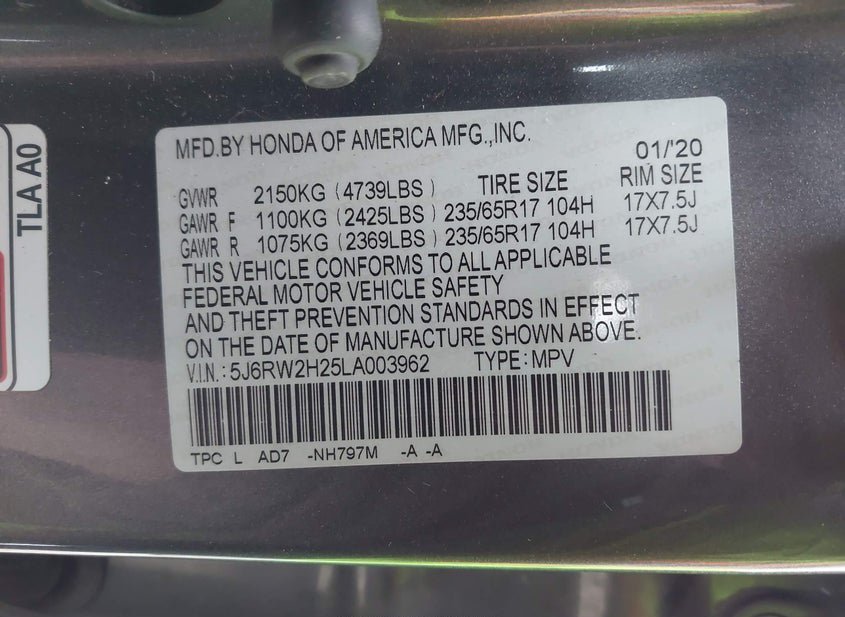 TLA A0
MFD.BY HONDA OF AMERICA MFG.,INC.
01/'20
GVWR 2150KG (4739LBS) TIRE SIZE RIM SIZE
GAWR F 1100KG (2425LBS) 235/65R17 104H 17X7.5J
GAWR R 1075KG (2369LBS) 235/65R17 104H 17X7.5J
THIS VEHICLE CONFORMS TO ALL APPLICABLE
FEDERAL MOTOR VEHICLE SAFETY
AND THEFT PREVENTION STANDARDS IN EFFECT
ON THE DATE OF MANUFACTURE SHOWN ABOVE.
V.I.N.:5J6RW2H25LA003962 TYPE:MPV
TPC L AD7 -NH797M -A -A